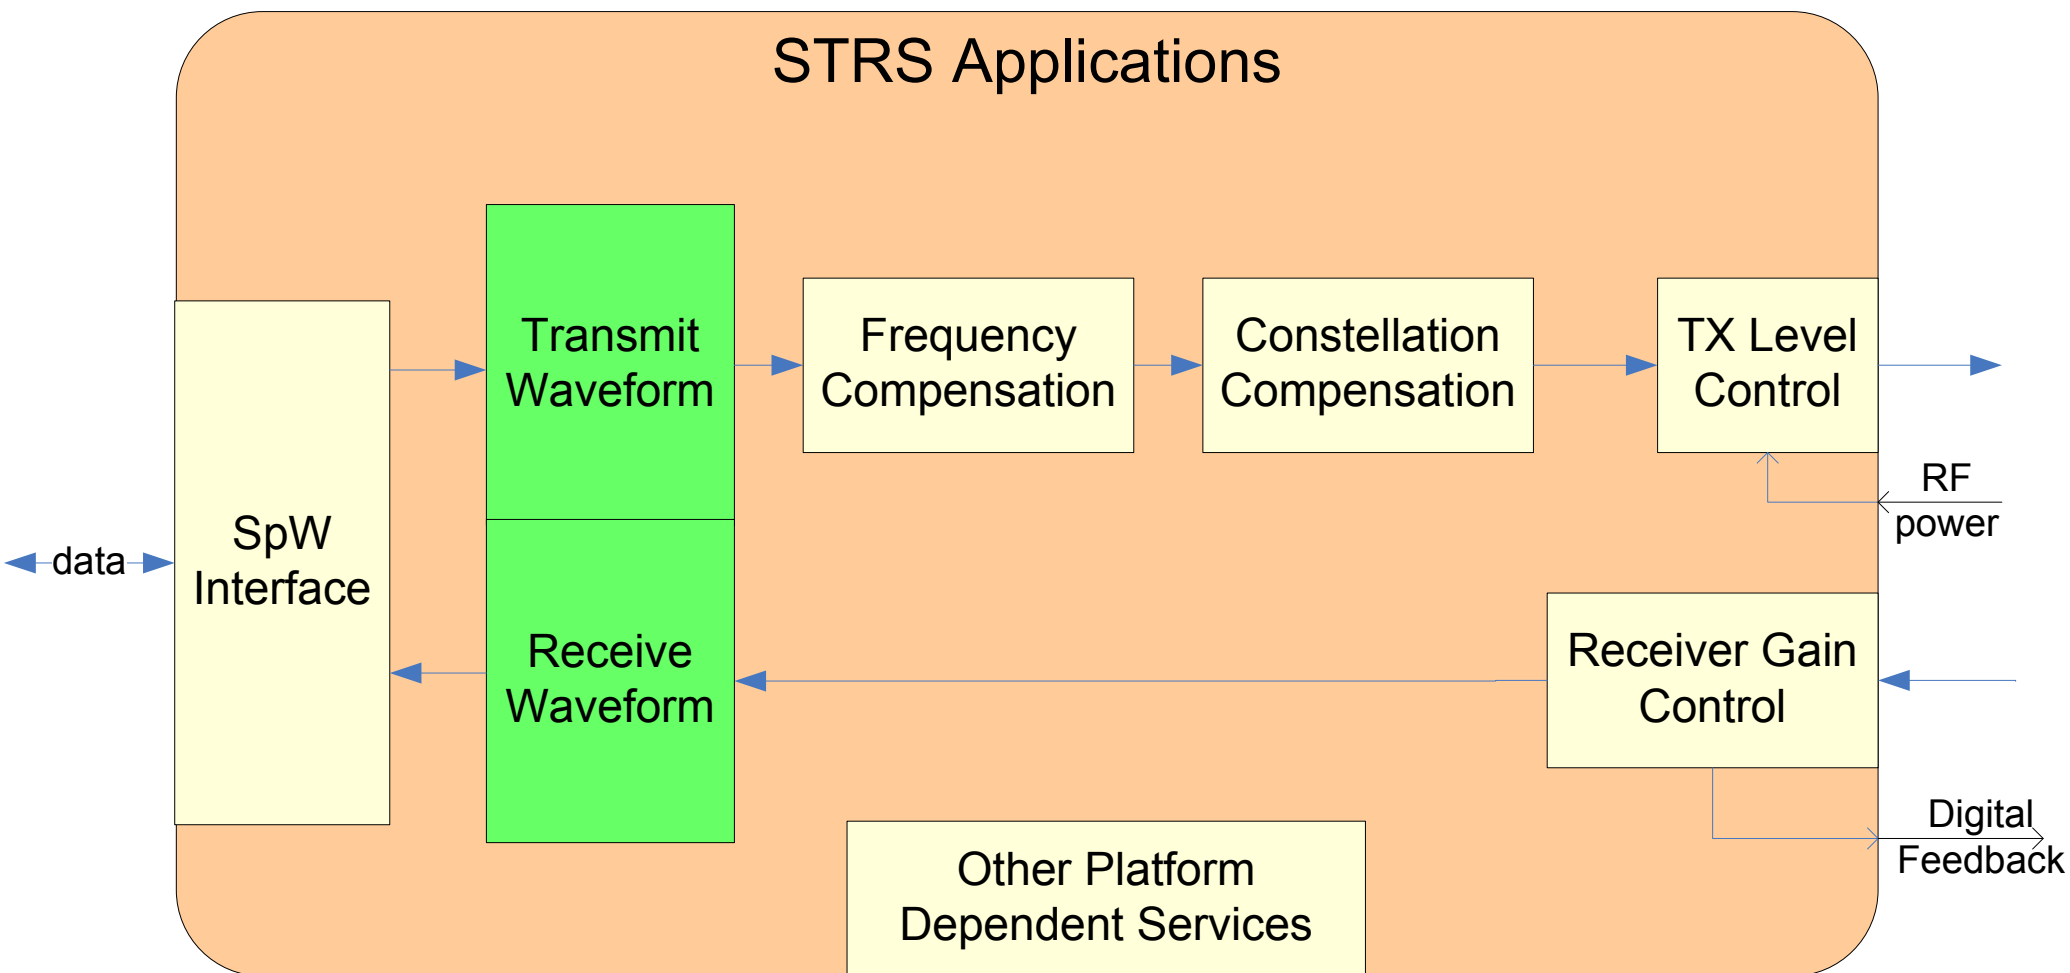 STRS Applications
Transmit
Waveform
Frequency
Compensation
Constellation
Compensation
TX Level
Control
RF
power
SpW
Interface
data
Receive
Waveform
Receiver Gain
Control
Digital
Feedback
Other Platform
Dependent Services